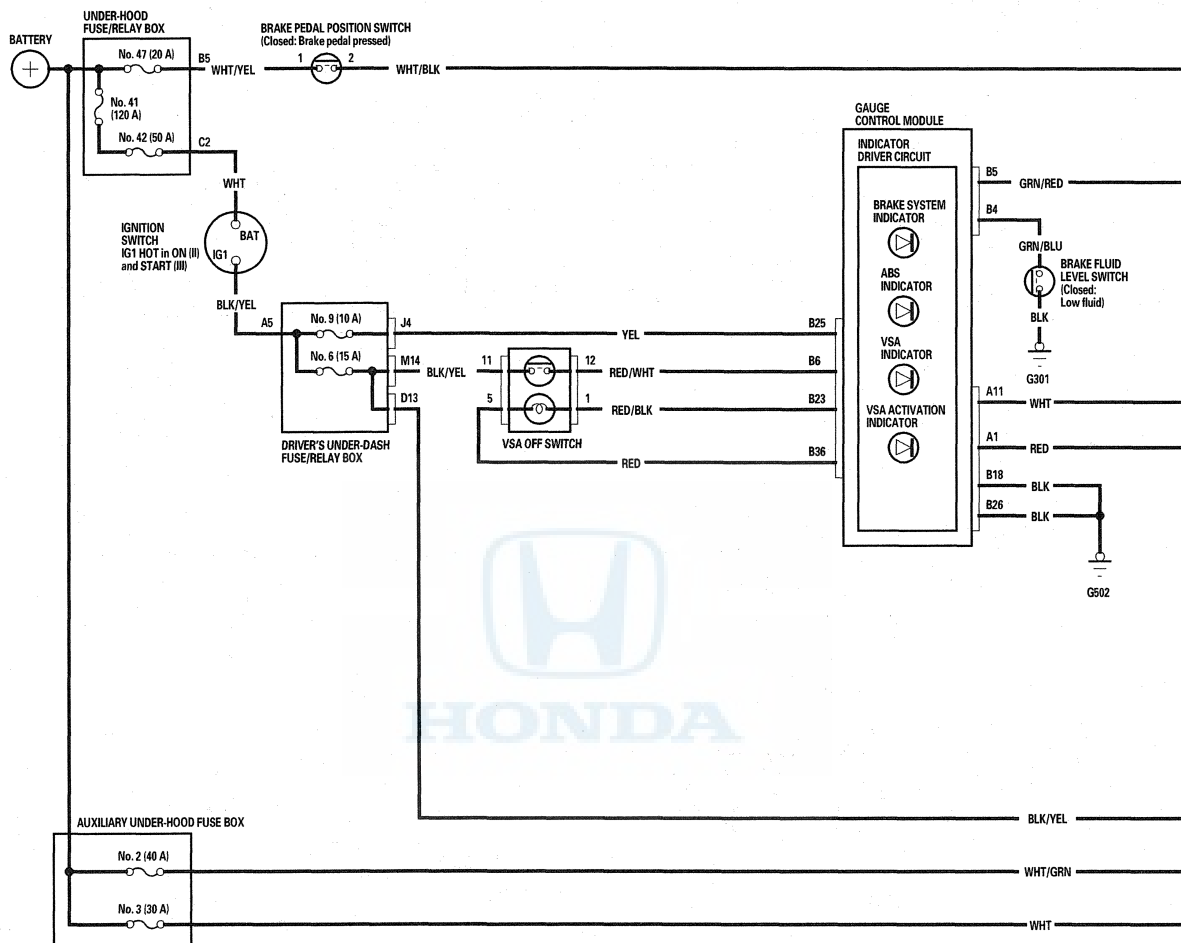 UNDER-HOOD
FUSE/RELAY BOX
BATTERY
BRAKE PEDAL POSITION SWITCH
(Closed: Brake pedal pressed)
No. 47 (20 A)
B5
WHT/YEL
1
2
WHT/BLK
No. 41
(120 A)
No. 42 (50 A)
C2
WHT
IGNITION
SWITCH
IG1 HOT in ON (II)
and START (III)
BAT
IG1
BLK/YEL
A5
No. 9 (10 A)
J4
YEL
B25
No. 6 (15 A)
M14
BLK/YEL
11
12
RED/WHT
B6
D13
5
1
RED/BLK
B23
VSA OFF SWITCH
RED
B36
DRIVER'S UNDER-DASH
FUSE/RELAY BOX
GAUGE
CONTROL MODULE
INDICATOR
DRIVER CIRCUIT
BRAKE SYSTEM
INDICATOR
ABS
INDICATOR
VSA
INDICATOR
VSA ACTIVATION
INDICATOR
B5
GRN/RED
B4
GRN/BLU
BRAKE FLUID
LEVEL SWITCH
(Closed:
Low fluid)
BLK
G301
A11
WHT
A1
RED
B18
BLK
B26
BLK
G502
HONDA
AUXILIARY UNDER-HOOD FUSE BOX
BLK/YEL
No. 2 (40 A)
WHT/GRN
No. 3 (30 A)
WHT